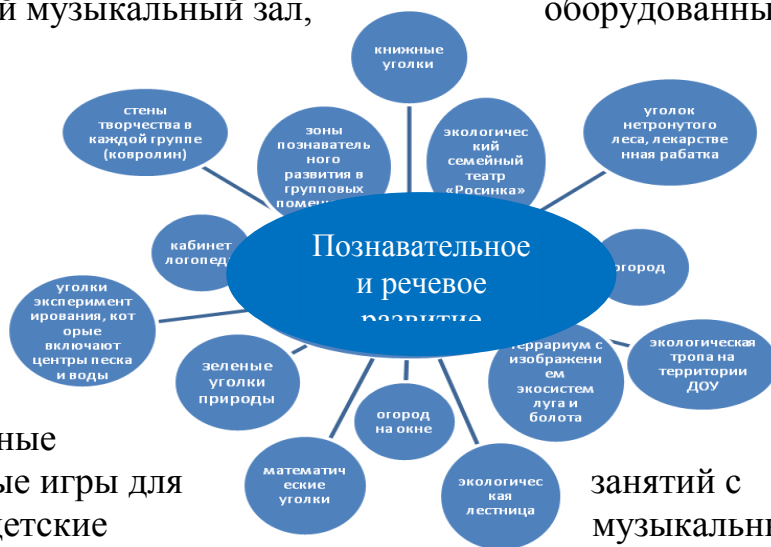 й музыкальный зал,
оборудованны
книжные
уголки
стены
творчества в
каждой группе
(ковролин)
зоны
познаватель
ного
развития в
групповых
экологичес
кий
семейный
театр
«Росинка»
уголок
нетронутого
леса, лекарстве
нная рабатка
кабинет
логопед
Познавательное
и речевое
развитие
огород
уголки
эксперимент
ирования, кот
орые
включают
центры песка
и воды
зеленые
уголки
природы
террариум с
изображени
ем
экосистем
луга и
болота
экологическая
тропа на
территории
ДОУ
огород
на окне
математич
еские
уголки
экологичес
кая
лестница
ные
ые игры для
занятий с
детские
музыкальны